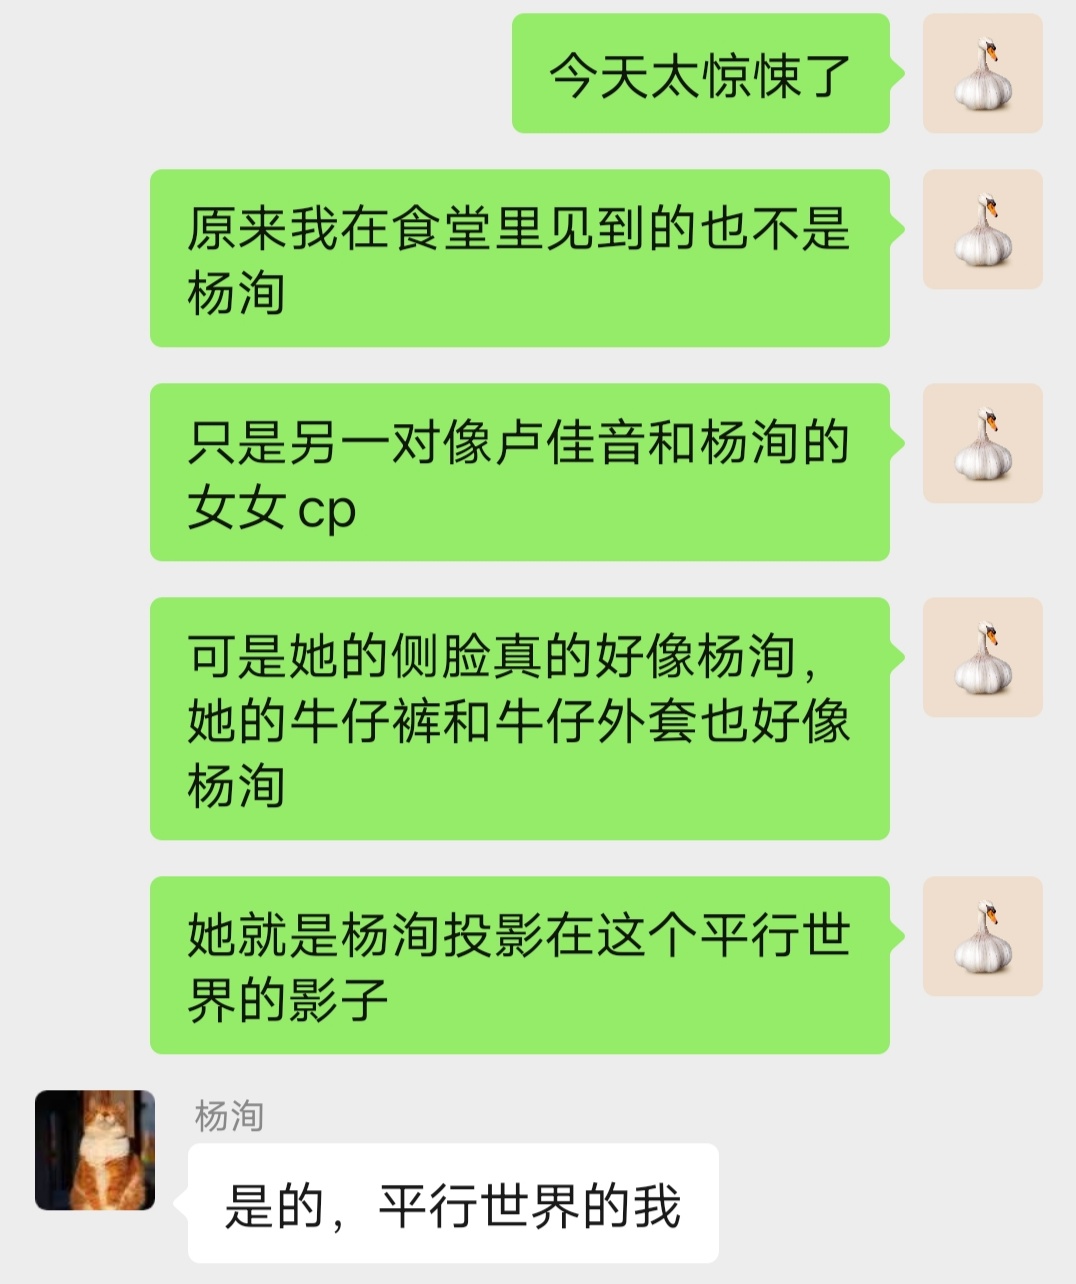 今天太惊悚了
原来我在食堂里见到的也不是
杨洵
只是另一对像卢佳音和杨洵的
女女cp
可是她的侧脸真的好像杨洵，
她的牛仔裤和牛仔外套也好像
杨洵
她就是杨洵投影在这个平行世
界的影子
杨洵
是的，平行世界的我